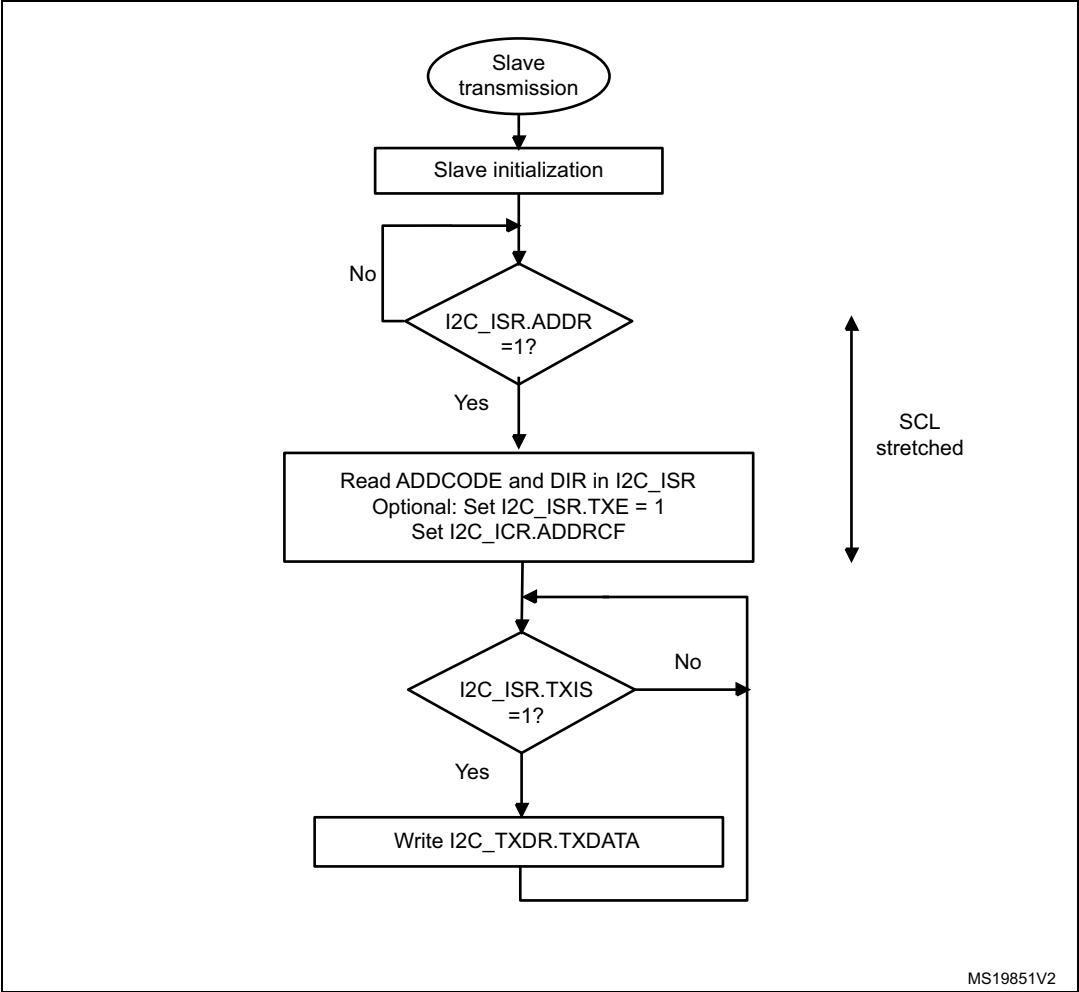 Slave
transmission
Slave initialization
No
I2C_ISR.ADDR
=1?
Yes
SCL
stretched
Read ADDCODE and DIR in I2C_ISR
Optional: Set I2C_ISR.TXE = 1
Set I2C_ICR.ADDRCF
No
I2C_ISR.TXIS
=1?
Yes
Write I2C_TXDR.TXDATA
MS19851V2